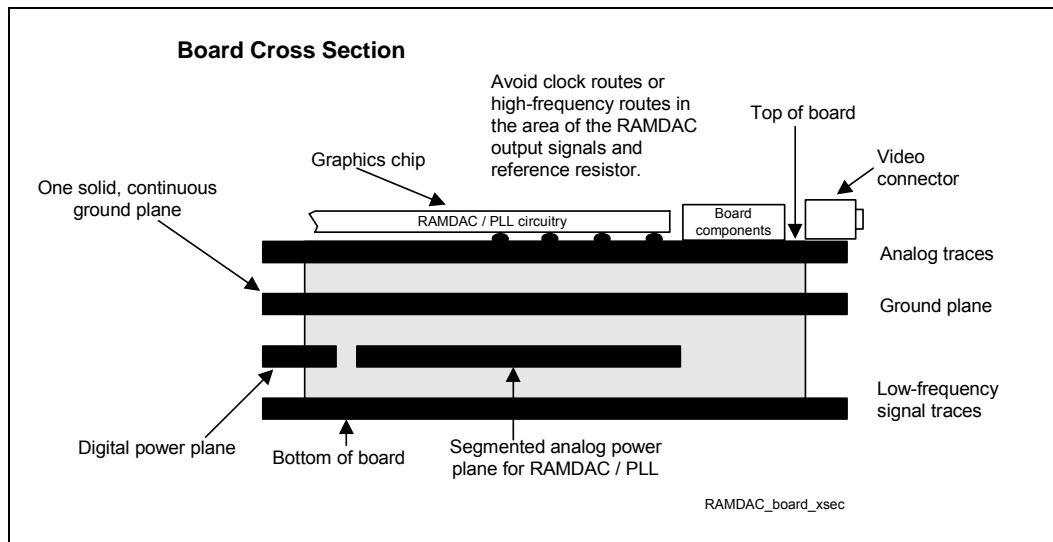 Board Cross Section
Avoid clock routes or
high-frequency routes in
the area of the RAMDAC
output signals and
reference resistor.
Top of board
Video
connector
Graphics chip
One solid, continuous
ground plane
RAMDAC / PLL circuitry
Board
components
Analog traces
Ground plane
Low-frequency
signal traces
Digital power plane
Bottom of board
Segmented analog power
plane for RAMDAC / PLL
RAMDAC_board_xsec